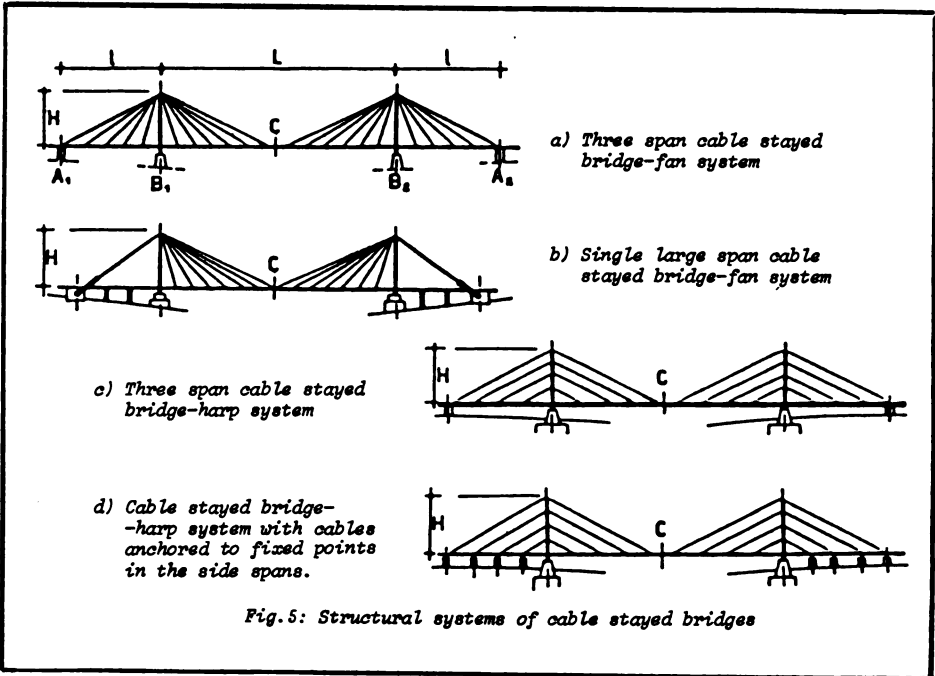 l L l
H
C
A₁ B₁ B₂ A₂
a) Three span cable stayed
bridge-fan system
H
C
b) Single large span cable
stayed bridge-fan system
c) Three span cable stayed
bridge-harp system
H
C
d) Cable stayed bridge-
-harp system with cables
anchored to fixed points
in the side spans.
H
C
Fig.5: Structural systems of cable stayed bridges